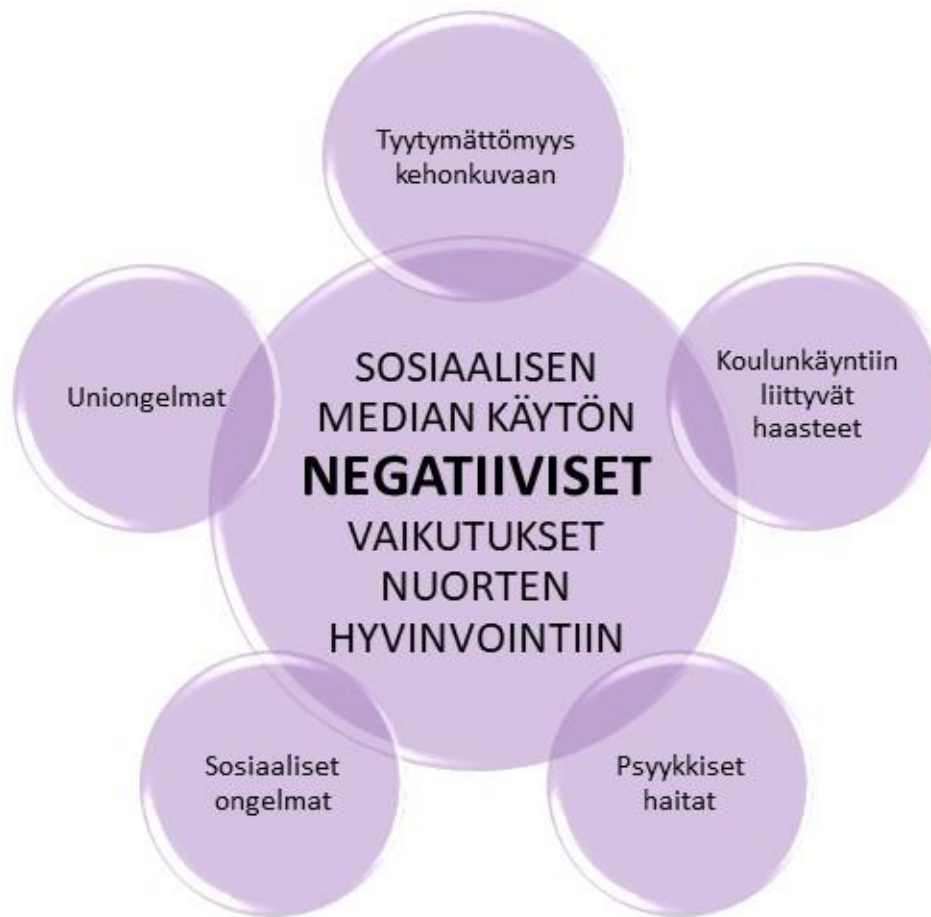 Tyytymättömyys
kehonkuvaan
Uniongelmat
SOSIAALISEN
MEDIAN KÄYTÖN
NEGATIIVISET
VAIKUTUKSET
NUORTEN
HYVINVOINTIIN
Koulunkäyntiin
liittyvät
haasteet
Sosiaaliset
ongelmat
Psyykkiset
haitat